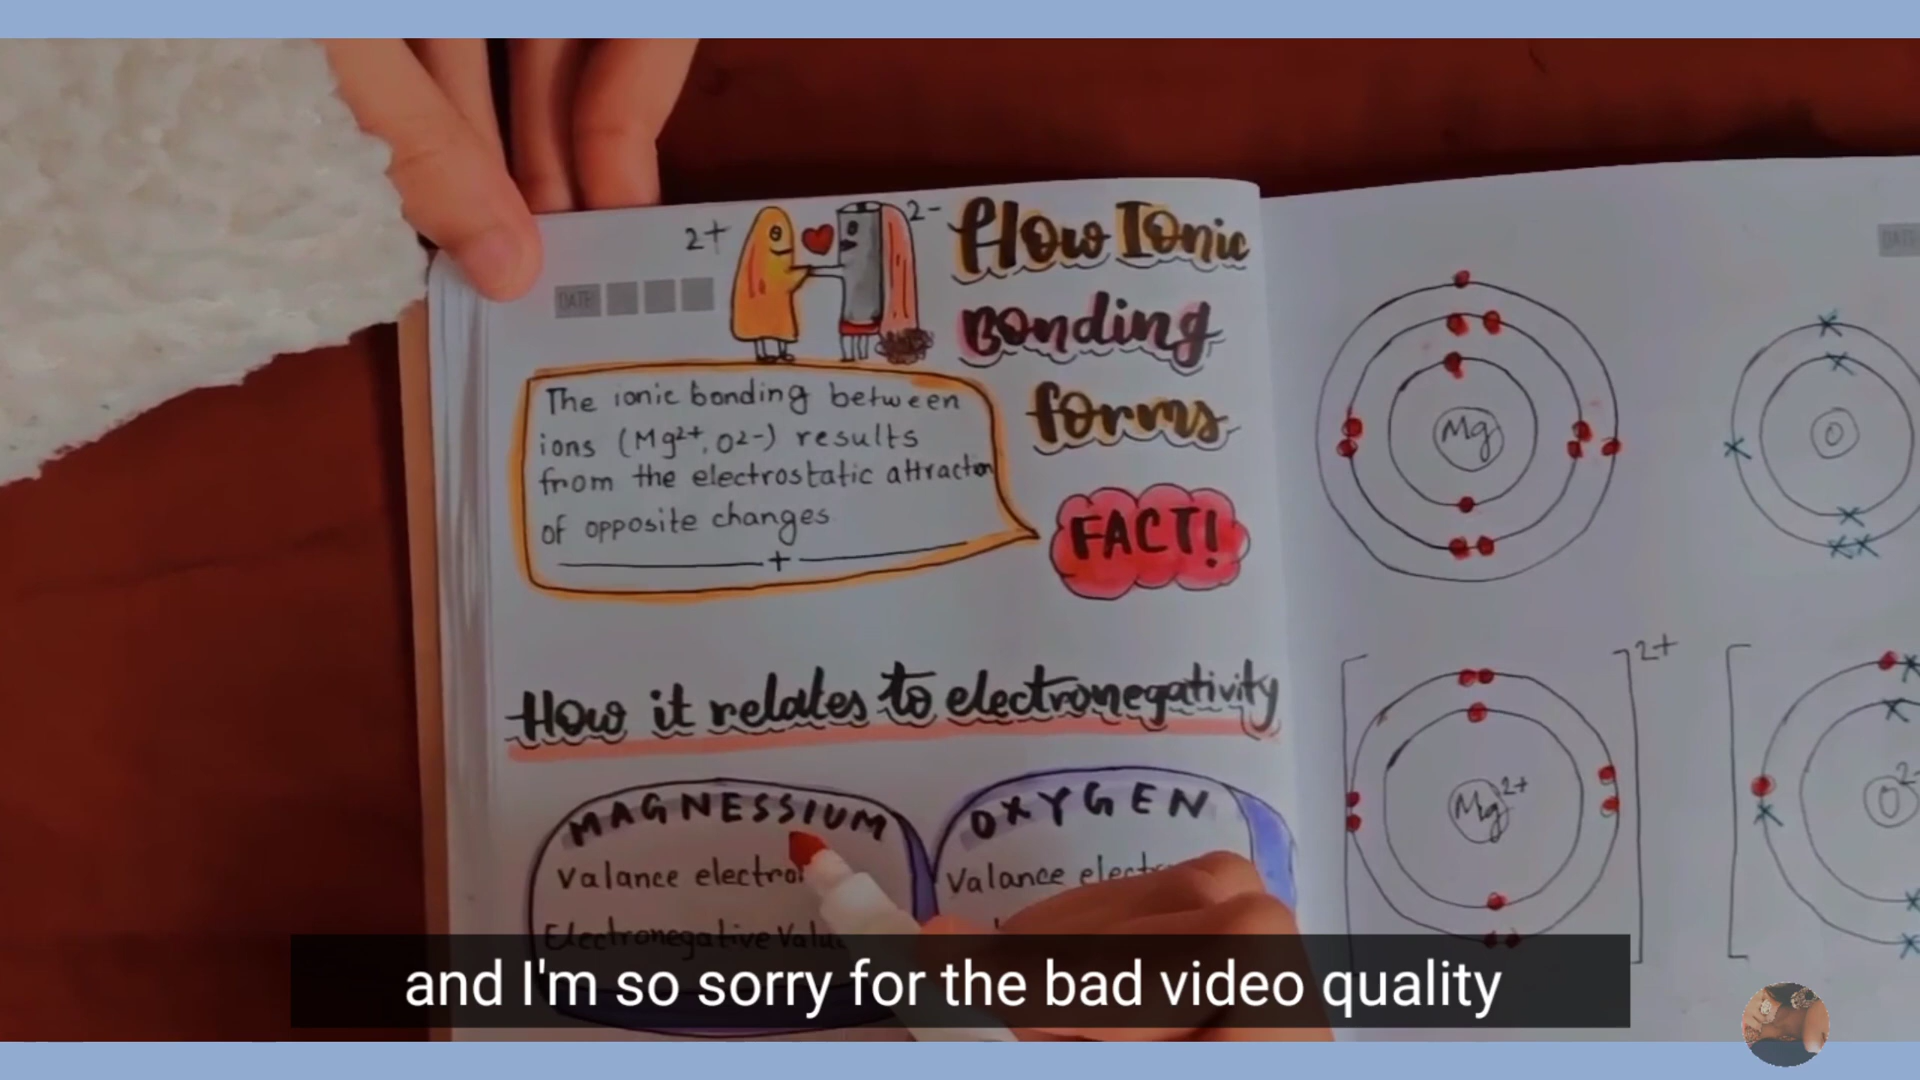 2+
2-
How Ionic
Bonding
forms
DATE:
The ionic bonding between
ions (Mg²⁺, O²-) results
from the electrostatic attraction
of opposite changes
+
FACT!
How it relates to electronegativity
MAGNESSIUM
Valance electro
Electronegative Valu
OXYGEN
Valance elect
Mg
O
DATE
2+
Mg²⁺
O²-
and I'm so sorry for the bad video quality